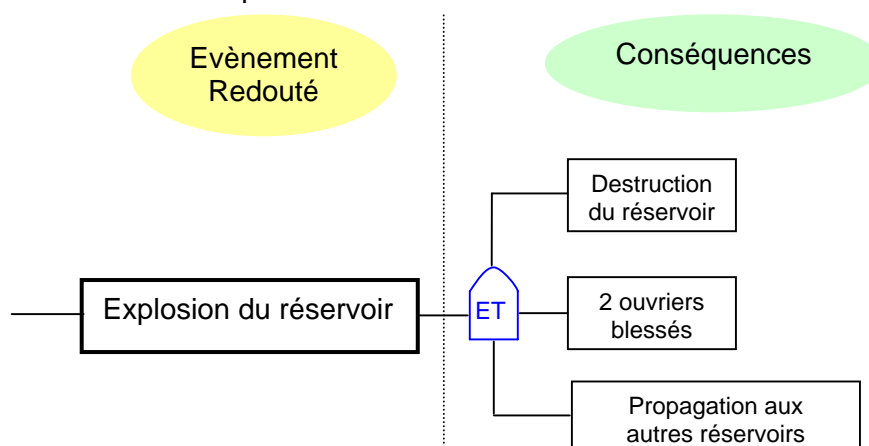 Evènement
Redouté
Conséquences
Destruction
du réservoir
Explosion du réservoir
ET
2 ouvriers
blessés
Propagation aux
autres réservoirs